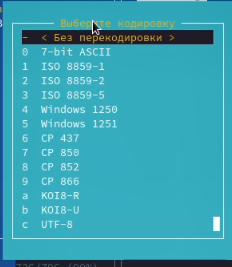 Выберите кодировку
- < Без перекодировки >
0 7-bit ASCII
1 ISO 8859-1
2 ISO 8859-2
3 ISO 8859-5
4 Windows 1250
5 Windows 1251
6 CP 437
7 CP 850
8 CP 852
9 CP 866
a KOI8-R
b KOI8-U
c UTF-8